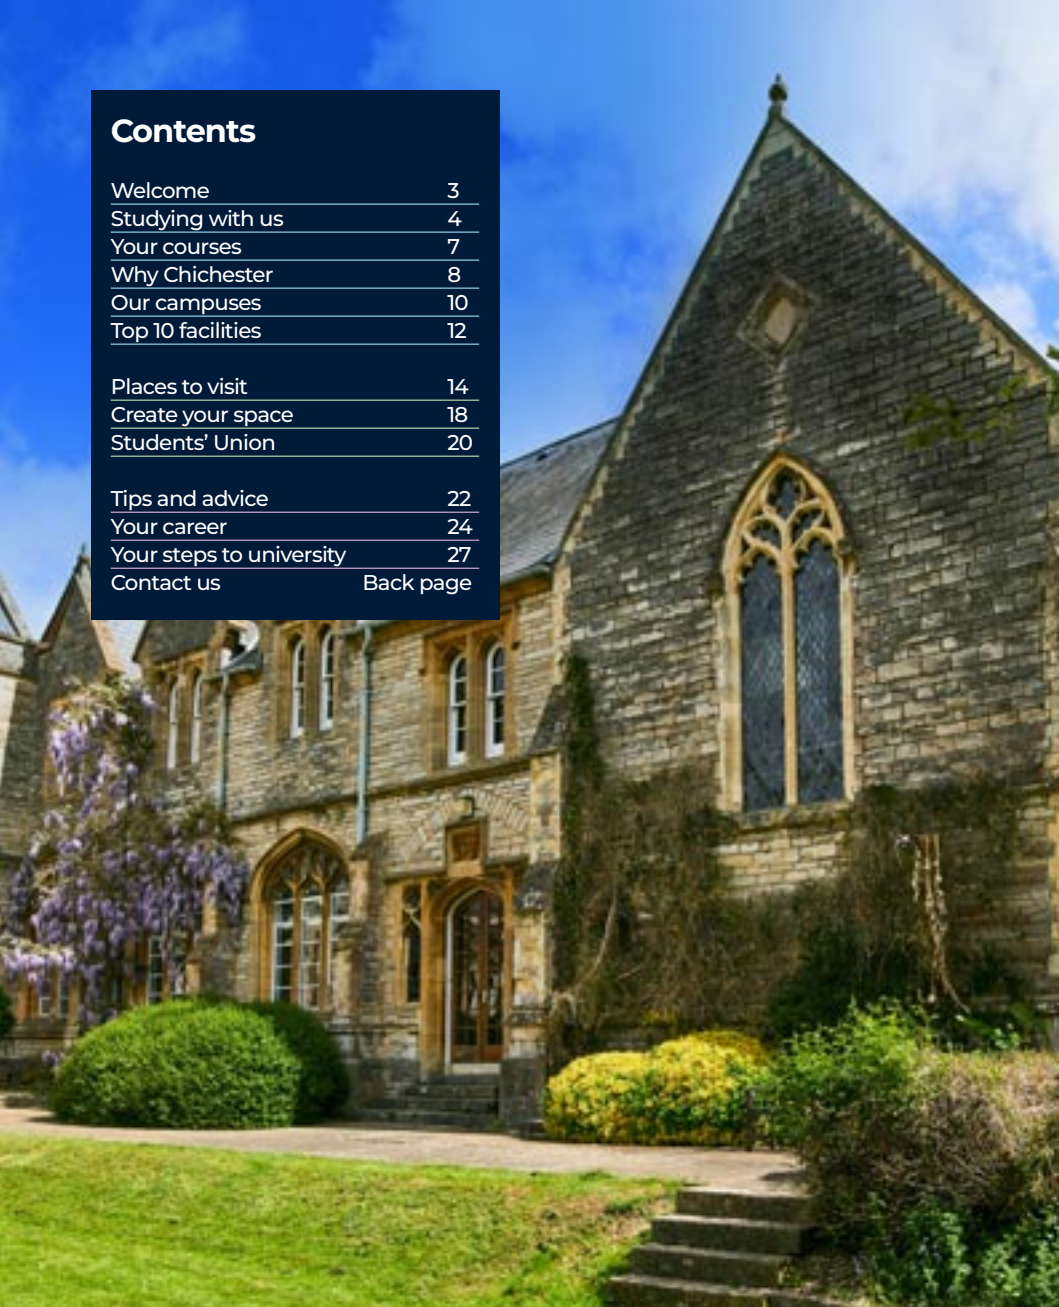 Contents
Welcome 3
Studying with us 4
Your courses 7
Why Chichester 8
Our campuses 10
Top 10 facilities 12
Places to visit 14
Create your space 18
Students’ Union 20
Tips and advice 22
Your career 24
Your steps to university 27
Contact us Back page